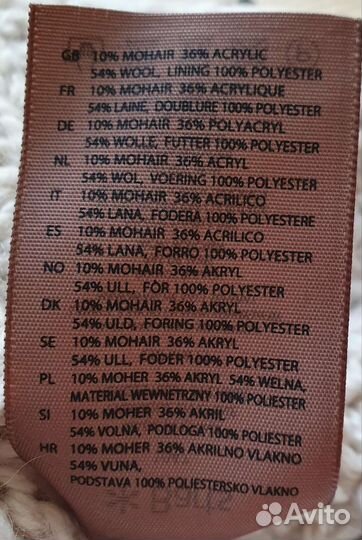 GB 10% MOHAIR 36% ACRYLIC
54% WOOL, LINING 100% POLYESTER
FR 10% MOHAIR 36% ACRYLIQUE
54% LAINE, DOUBLURE 100% POLYESTER
DE 10% MOHAIR 36% POLYACRYL
54% WOLLE, FUTTER 100% POLYESTER
NL 10% MOHAIR 36% ACRYL
54% WOL, VOERING 100% POLYESTER
IT 10% MOHAIR 36% ACRILICO
54% LANA, FODERA 100% POLYESTERE
ES 10% MOHAIR 36% ACRILICO
54% LANA, FORRO 100% POLYESTER
NO 10% MOHAIR 36% AKRYL
54% ULL, FÔR 100% POLYESTER
DK 10% MOHAIR 36% AKRYL
54% ULD, FORING 100% POLYESTER
SE 10% MOHAIR 36% AKRYL
54% ULL, FODER 100% POLYESTER
PL 10% MOHER 36% AKRYL 54% WEŁNA,
MATERIAL WEWNETRZNY 100% POLIESTER
SI 10% MOHER 36% AKRIL
54% VOLNA, PODLOGA 100% POLIESTER
HR 10% MOHER 36% AKRILNO VLAKNO
54% VUNA,
PODSTAVA 100% POLIESTERSKO VLAKNO
Avito